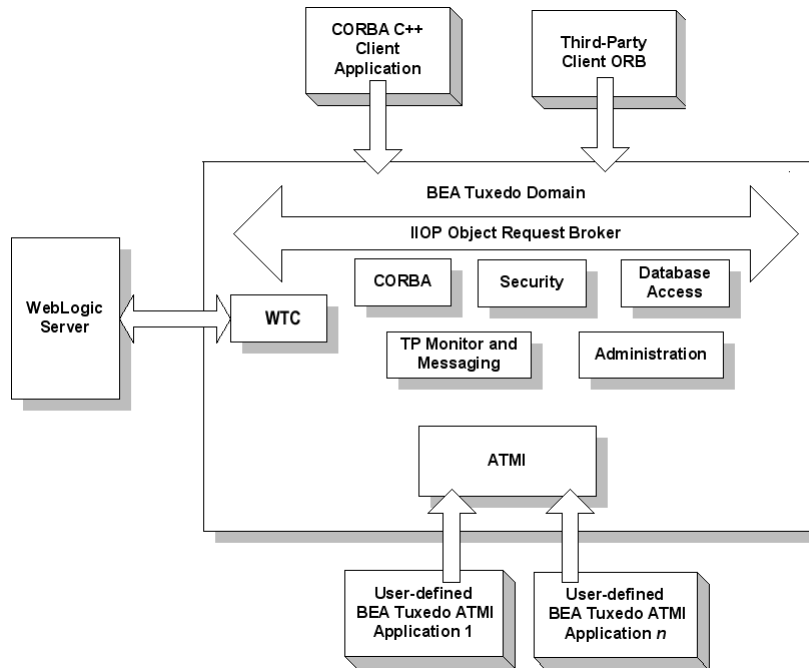 CORBA C++
Client
Application
Third-Party
Client ORB
BEA Tuxedo Domain
IIOP Object Request Broker
WebLogic
Server
WTC
CORBA
Security
Database
Access
TP Monitor and
Messaging
Administration
ATMI
User-defined
BEA Tuxedo ATMI
Application 1
User-defined
BEA Tuxedo ATMI
Application n